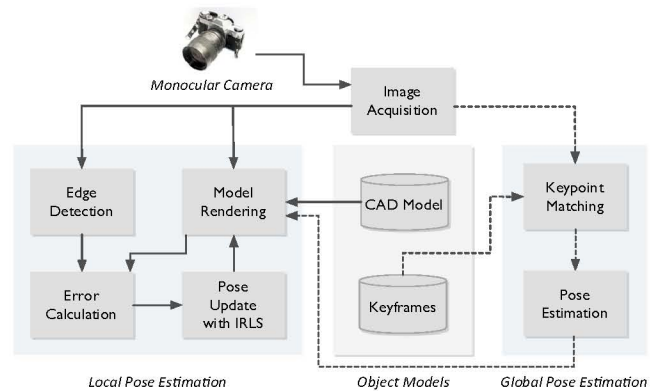 Monocular Camera
Image
Acquisition
Edge
Detection
Model
Rendering
CAD Model
Keypoint
Matching
Error
Calculation
Pose
Update
with IRLS
Keyframes
Pose
Estimation
Local Pose Estimation
Object Models
Global Pose Estimation